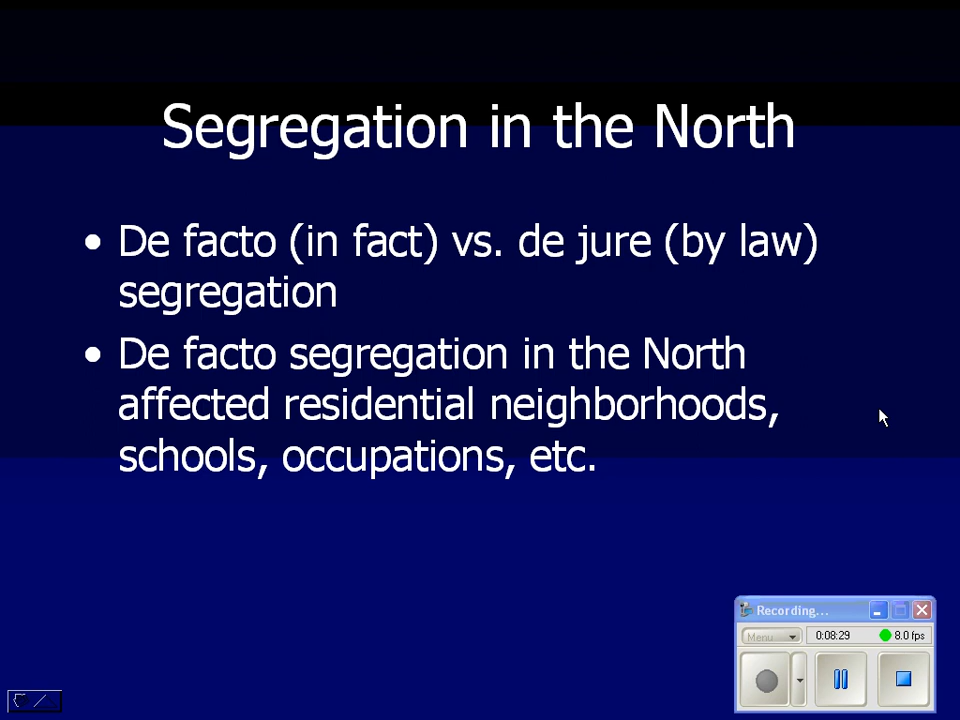 Segregation in the North
• De facto (in fact) vs. de jure (by law)
segregation
• De facto segregation in the North
affected residential neighborhoods,
schools, occupations, etc.
Recording...
Menu
0:08:29
8.0 fps